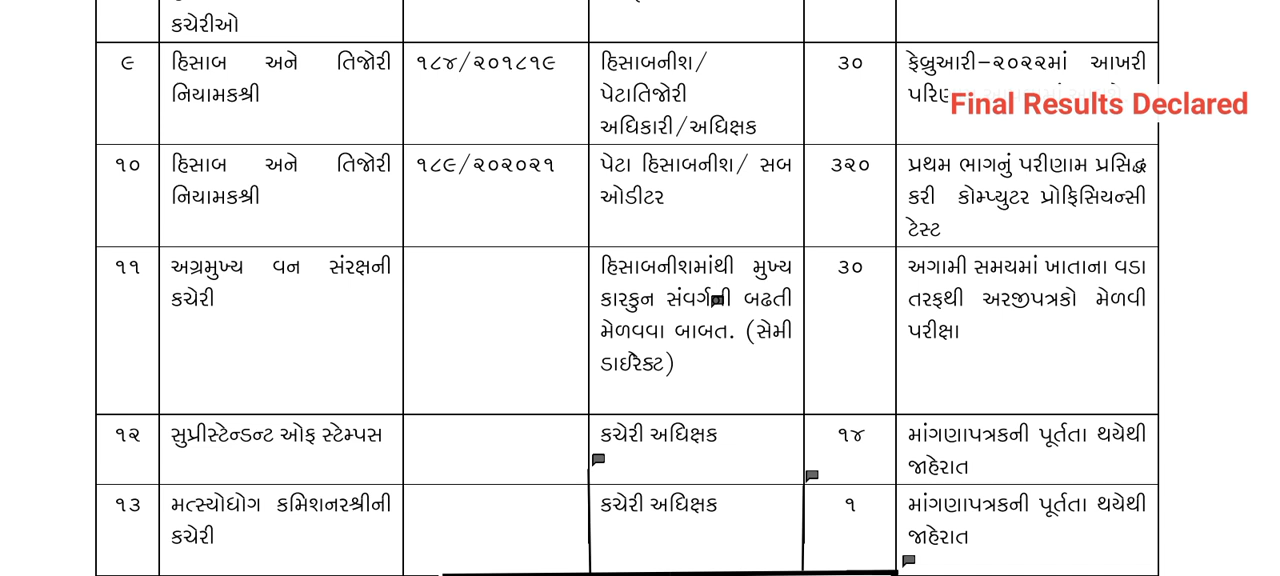 કચેરીઓ
૯ હિસાબ અને તિજોરી ૧૮૪/૨૦૧૮૧૯ હિસાબનીશ/ ૩૦ ફેબ્રુઆરી-૨૦૨૨માં આખરી
નિયામકશ્રી પેટાતિજોરી
Final Results Declared
અધિકારી/અધિક્ષક
૧૦ હિસાબ અને તિજોરી ૧૮૯/૨૦૨૦૨૧ પેટા હિસાબનીશ/ સબ ૩૨૦ પ્રથમ ભાગનું પરીણામ પ્રસિદ્ધ
નિયામકશ્રી ઓડીટર કરી કોમ્પ્યુટર પ્રોફિસિયન્સી
ટેસ્ટ
૧૧ અગ્રમુખ્ય વન સંરક્ષની હિસાબનીશમાંથી મુખ્ય ૩૦ અગામી સમયમાં ખાતાના વડા
કચેરી કારકુન સંવર્ગની બઢતી તરફથી અરજીપત્રકો મેળવી
મેળવવા બાબત. (સેમી પરીક્ષા
ડાઈરેક્ટ)
૧૨ સુપ્રીસ્ટેન્ડન્ટ ઓફ સ્ટેમ્પસ કચેરી અધિક્ષક ૧૪ માંગણાપત્રકની પૂર્તતા થયેથી
જાહેરાત
૧૩ મત્સ્યોધોગ કમિશનરશ્રીની કચેરી અધિક્ષક ૧ માંગણાપત્રકની પૂર્તતા થયેથી
કચેરી જાહેરાત